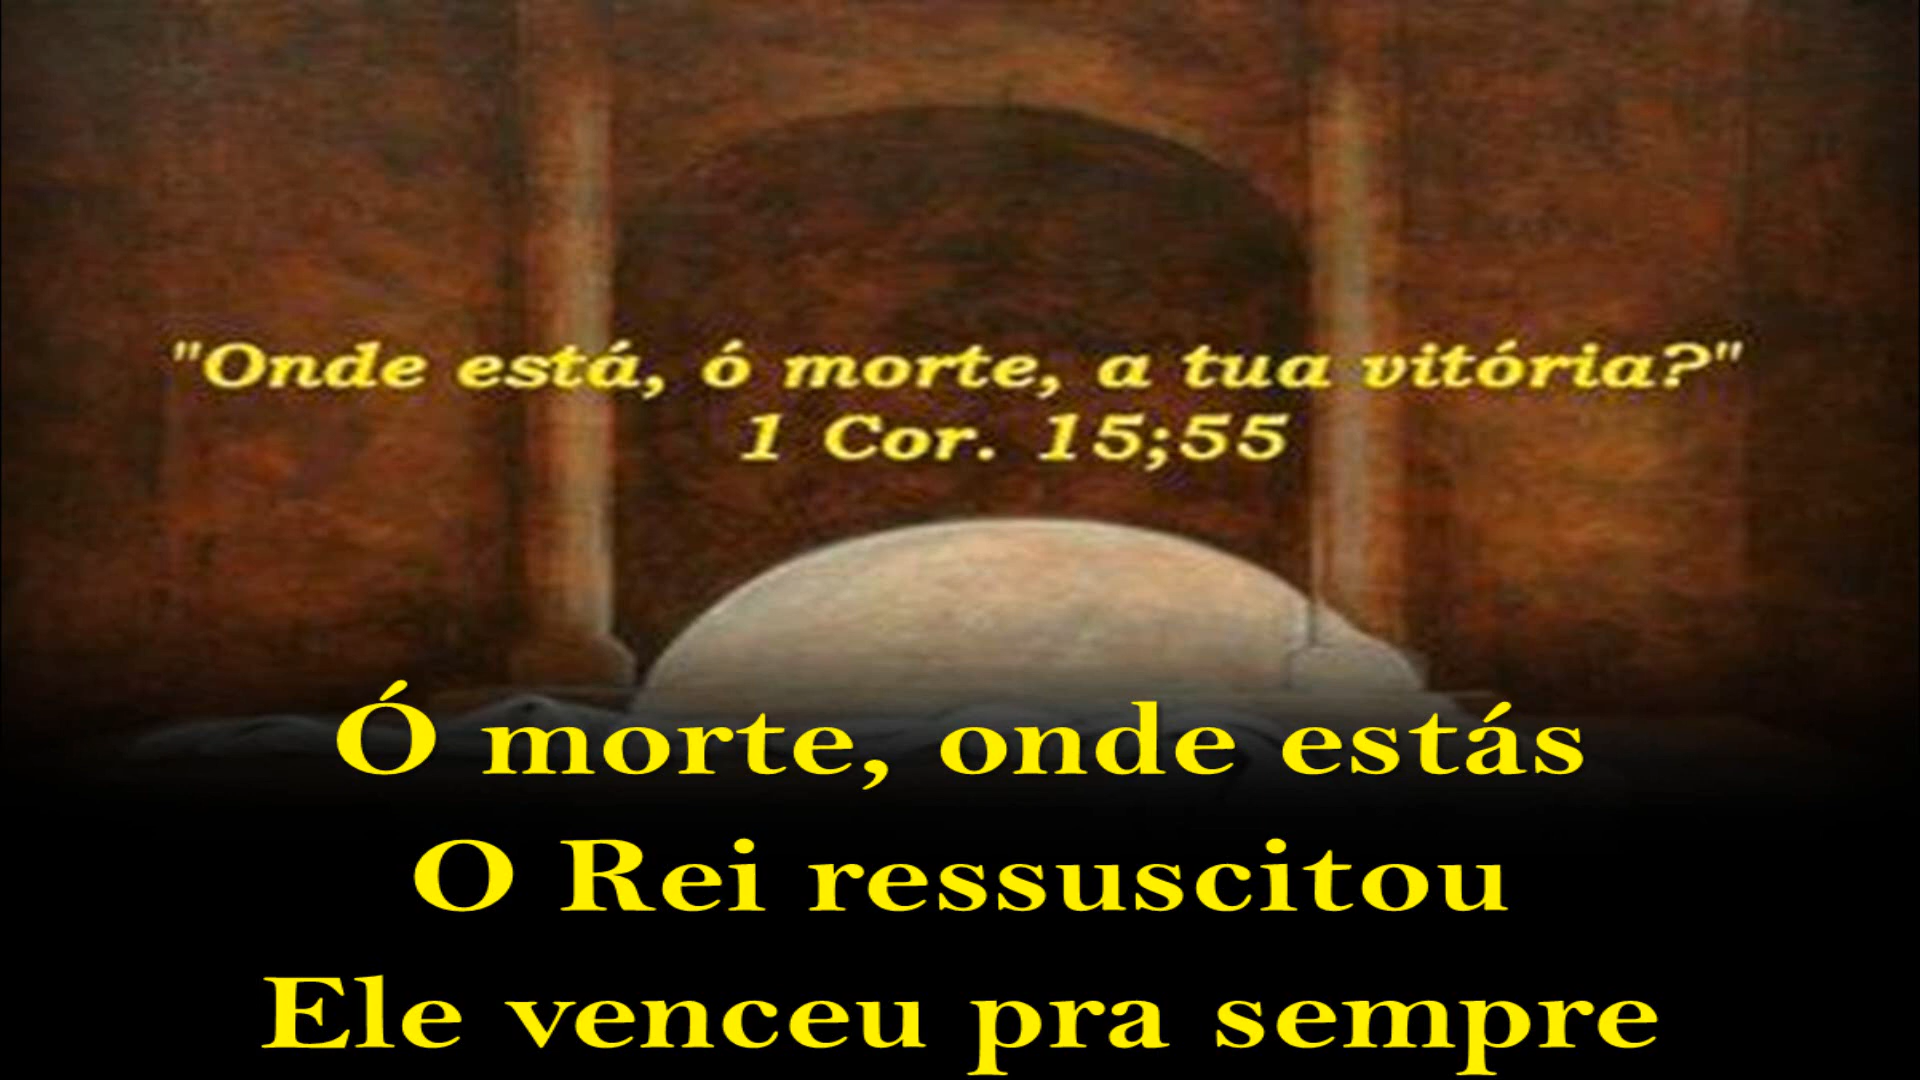 "Onde está, ó morte, a tua vitória?"
1 Cor. 15;55
Ó morte, onde estás
O Rei ressuscitou
Ele venceu pra sempre